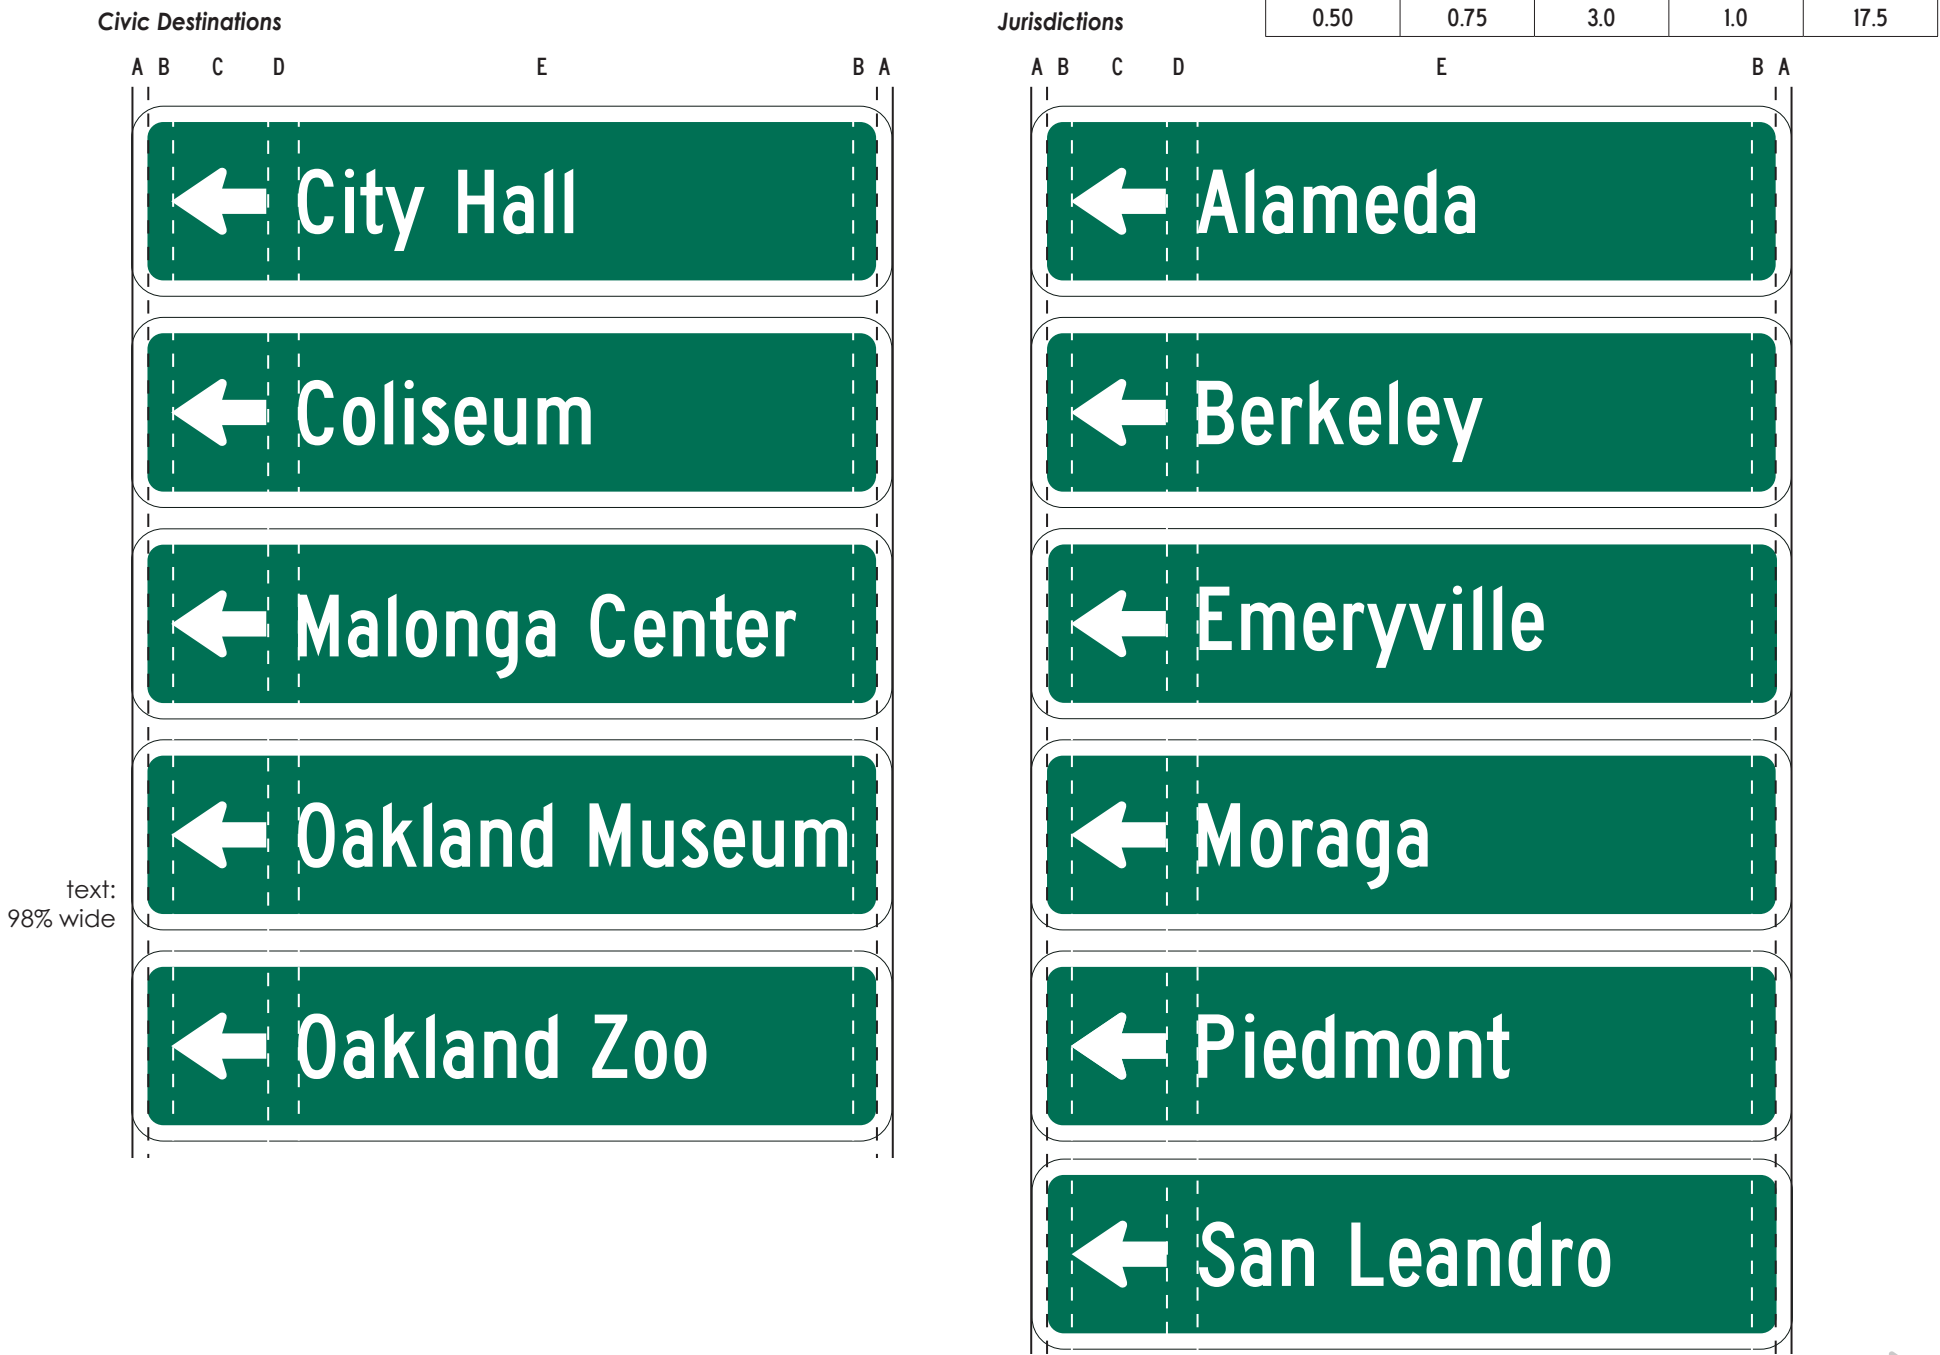 Civic Destinations
A B C D E B A
City Hall
Coliseum
Malonga Center
Oakland Museum
text:
98% wide
Oakland Zoo
Jurisdictions
0.50 0.75 3.0 1.0 17.5
A B C D E B A
Alameda
Berkeley
Emeryville
Moraga
Piedmont
San Leandro